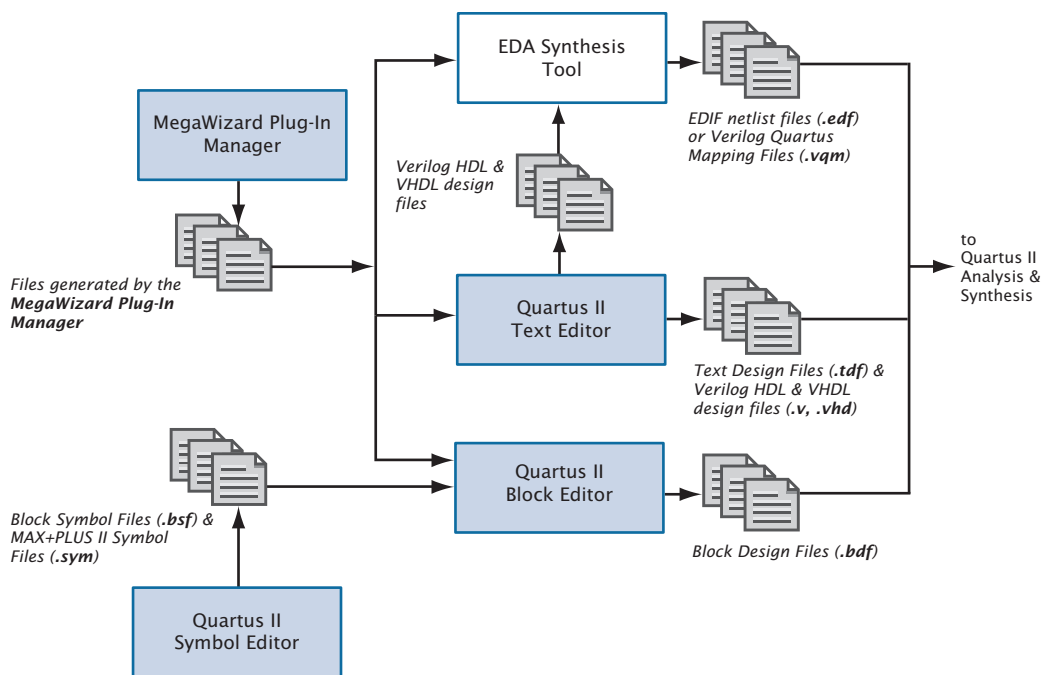 EDA Synthesis
Tool
EDIF netlist files (.edf)
or Verilog Quartus
Mapping Files (.vqm)
MegaWizard Plug-In
Manager
Verilog HDL &
VHDL design
files
Files generated by the
MegaWizard Plug-In
Manager
Quartus II
Text Editor
Text Design Files (.tdf) &
Verilog HDL & VHDL
design files (.v, .vhd)
to
Quartus II
Analysis &
Synthesis
Block Symbol Files (.bsf) &
MAX+PLUS II Symbol
Files (.sym)
Quartus II
Block Editor
Block Design Files (.bdf)
Quartus II
Symbol Editor